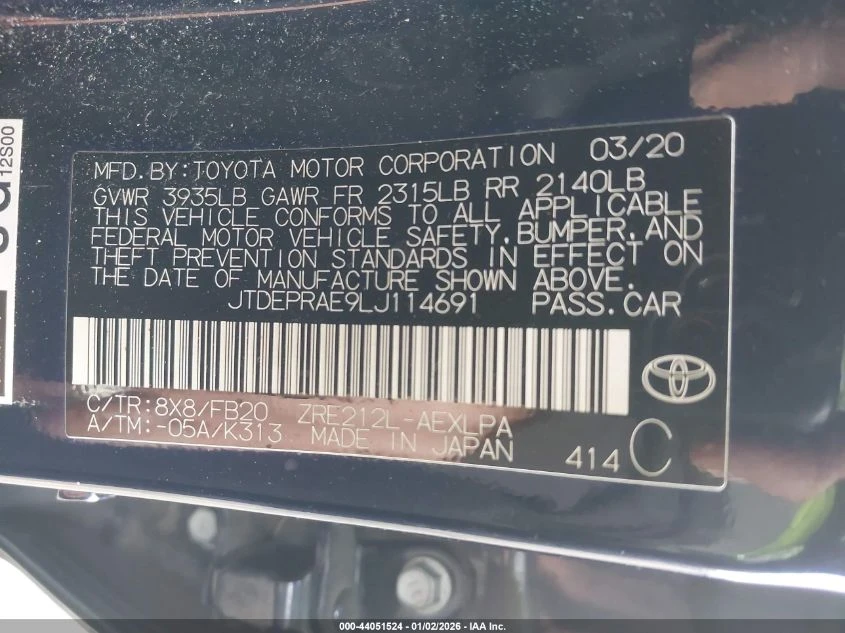 12S00
MFD.BY:TOYOTA MOTOR CORPORATION 03/20
GVWR 3935LB GAWR FR 2315LB RR 2140LB
THIS VEHICLE CONFORMS TO ALL APPLICABLE
FEDERAL MOTOR VEHICLE SAFETY,BUMPER,AND
THEFT PREVENTION STANDARDS IN EFFECT ON
THE DATE OF MANUFACTURE SHOWN ABOVE.
JTDEPRAE9LJ114691 PASS.CAR
C/TR:8X8/FB20 ZRE212L-AEXLPA
A/TM:-05A/K313 MADE IN JAPAN
414 C
000-44051524 - 01/02/2026 - IAA Inc.